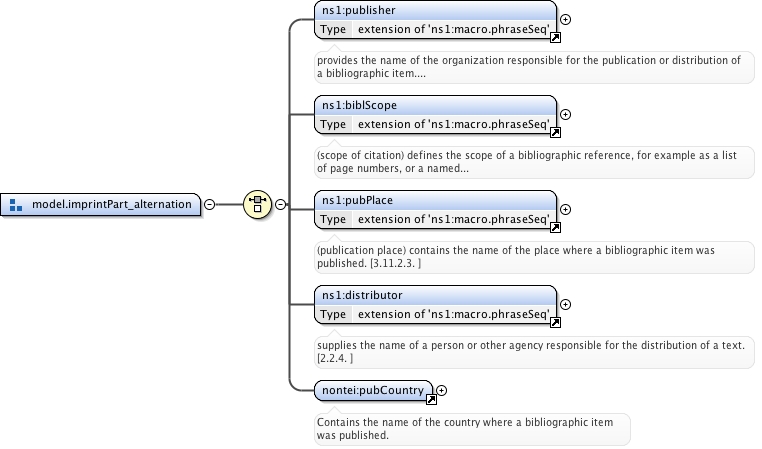 ns1:publisher
Type extension of 'ns1:macro.phraseSeq'
provides the name of the organization responsible for the publication or distribution of
a bibliographic item....
ns1:biblScope
Type extension of 'ns1:macro.phraseSeq'
(scope of citation) defines the scope of a bibliographic reference, for example as a list
of page numbers, or a named...
model.imprintPart_alternation
ns1:pubPlace
Type extension of 'ns1:macro.phraseSeq'
(publication place) contains the name of the place where a bibliographic item was
published. [3.11.2.3. ]
ns1:distributor
Type extension of 'ns1:macro.phraseSeq'
supplies the name of a person or other agency responsible for the distribution of a text.
[2.2.4. ]
nontei:pubCountry
Contains the name of the country where a bibliographic item
was published.